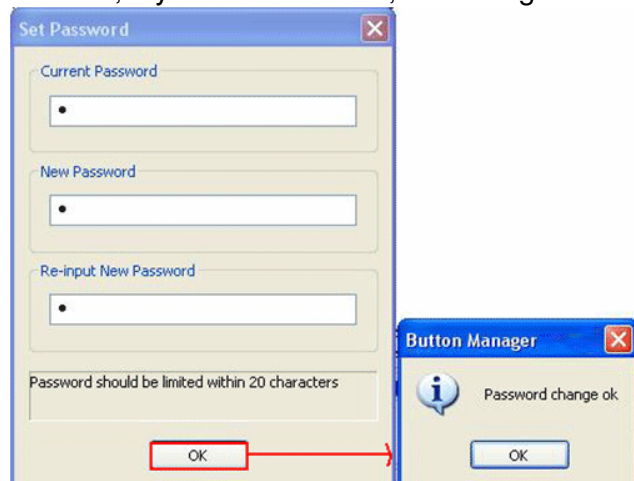 Set Password
Current Password
•
New Password
•
Re-input New Password
•
Password should be limited within 20 characters
OK
Button Manager
Password change ok
OK